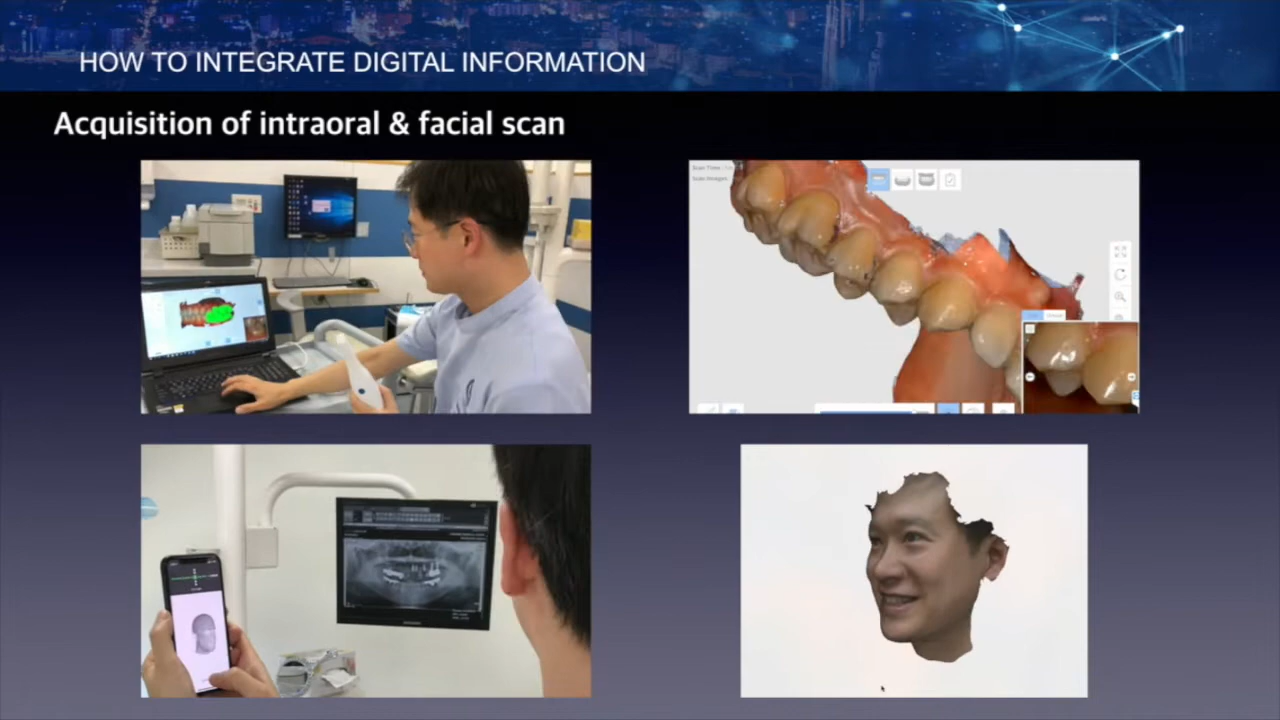 HOW TO INTEGRATE DIGITAL INFORMATION
Acquisition of intraoral & facial scan